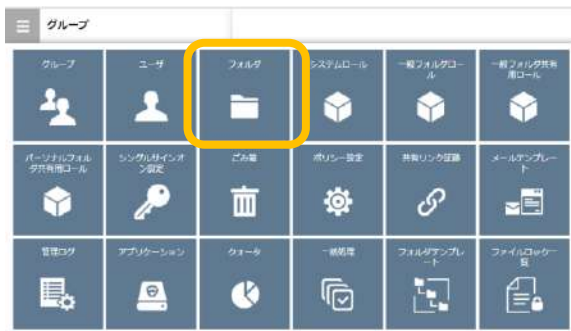 グループ
グループ
ユーザ
フォルダ
システムロール
一般フォルダロー
ル
一般フォルダ共有
用ロール
パーソナルフォル
ダ共有用ロール
シングルサインオ
ン設定
ごみ箱
ポリシー設定
共有リンク証跡
メールテンプレー
ト
管理ログ
アプリケーション
クォータ
一括処理
フォルダテンプレ
ート
ファイルロック一
覧